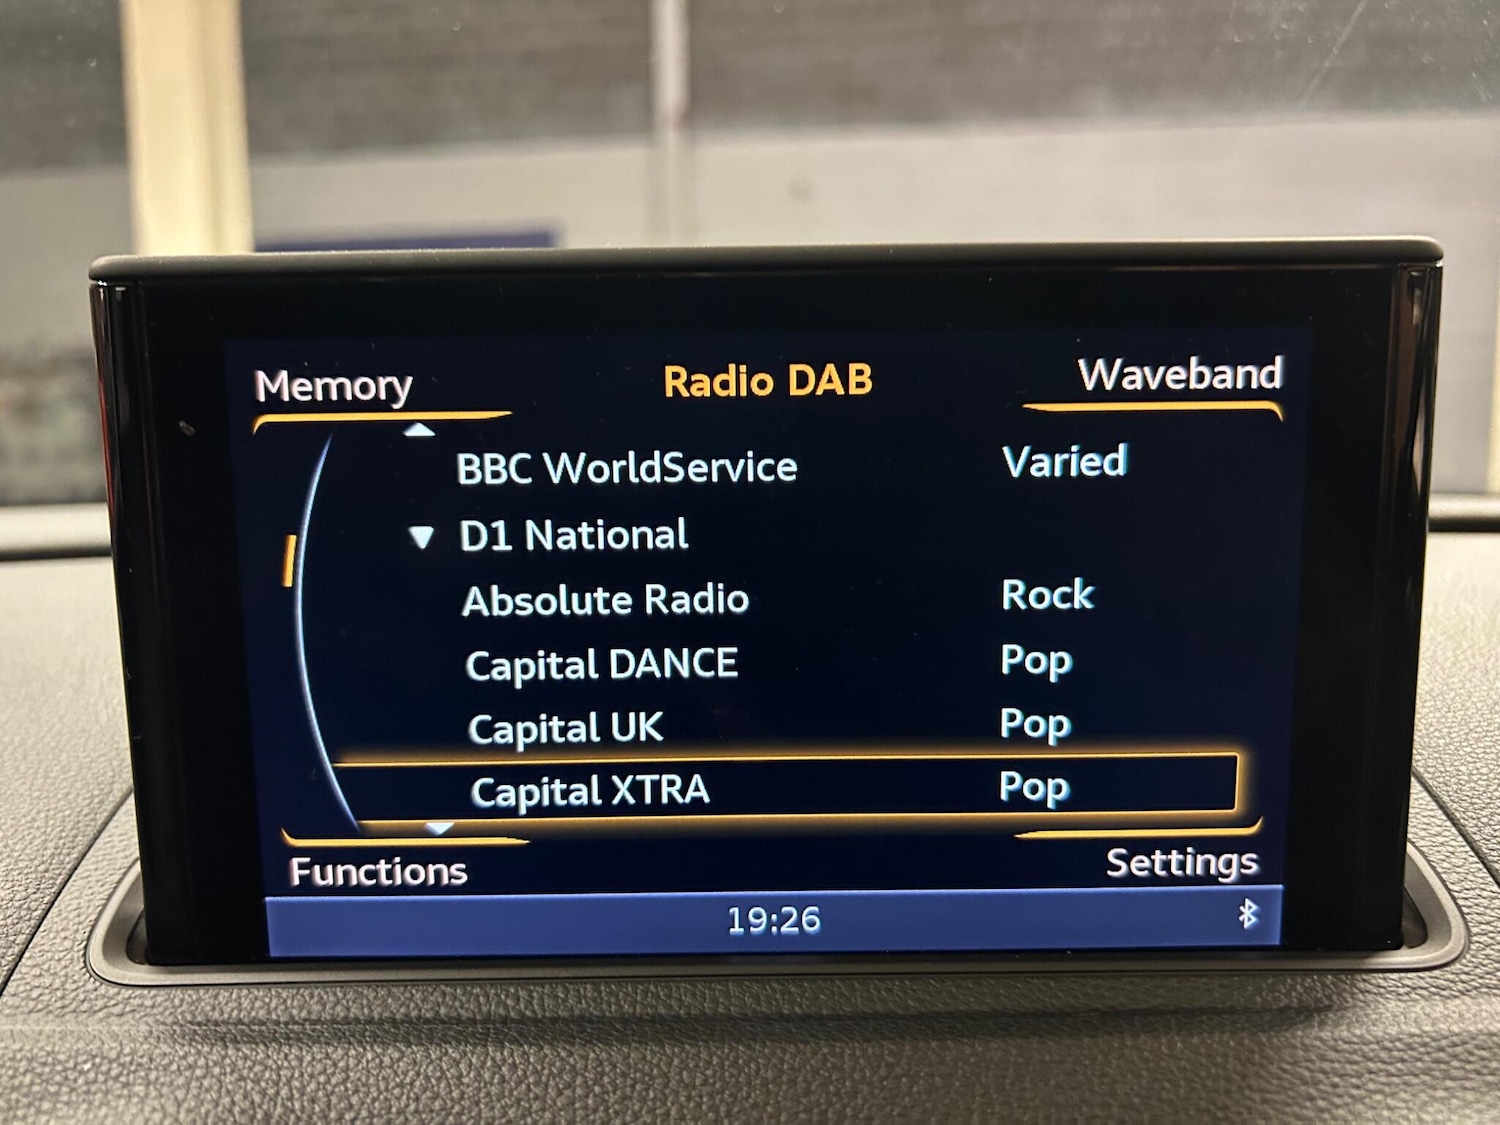 Memory Radio DAB Waveband
BBC WorldService Varied
D1 National
Absolute Radio Rock
Capital DANCE Pop
Capital UK Pop
Capital XTRA Pop
Functions Settings
19:26